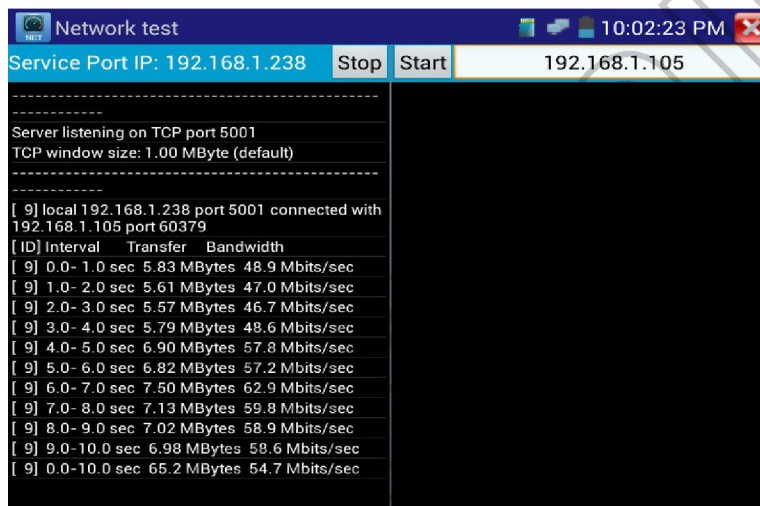 NET
Network test
10:02:23 PM
Service Port IP: 192.168.1.238
Stop
Start
192.168.1.105
------------------------------------------------
------------
Server listening on TCP port 5001
TCP window size: 1.00 MByte (default)
------------------------------------------------
------------
[ 9] local 192.168.1.238 port 5001 connected with
192.168.1.105 port 60379
[ ID] Interval Transfer Bandwidth
[ 9] 0.0- 1.0 sec 5.83 MBytes 48.9 Mbits/sec
[ 9] 1.0- 2.0 sec 5.61 MBytes 47.0 Mbits/sec
[ 9] 2.0- 3.0 sec 5.57 MBytes 46.7 Mbits/sec
[ 9] 3.0- 4.0 sec 5.79 MBytes 48.6 Mbits/sec
[ 9] 4.0- 5.0 sec 6.90 MBytes 57.8 Mbits/sec
[ 9] 5.0- 6.0 sec 6.82 MBytes 57.2 Mbits/sec
[ 9] 6.0- 7.0 sec 7.50 MBytes 62.9 Mbits/sec
[ 9] 7.0- 8.0 sec 7.13 MBytes 59.8 Mbits/sec
[ 9] 8.0- 9.0 sec 7.02 MBytes 58.9 Mbits/sec
[ 9] 9.0-10.0 sec 6.98 MBytes 58.6 Mbits/sec
[ 9] 0.0-10.0 sec 65.2 MBytes 54.7 Mbits/sec